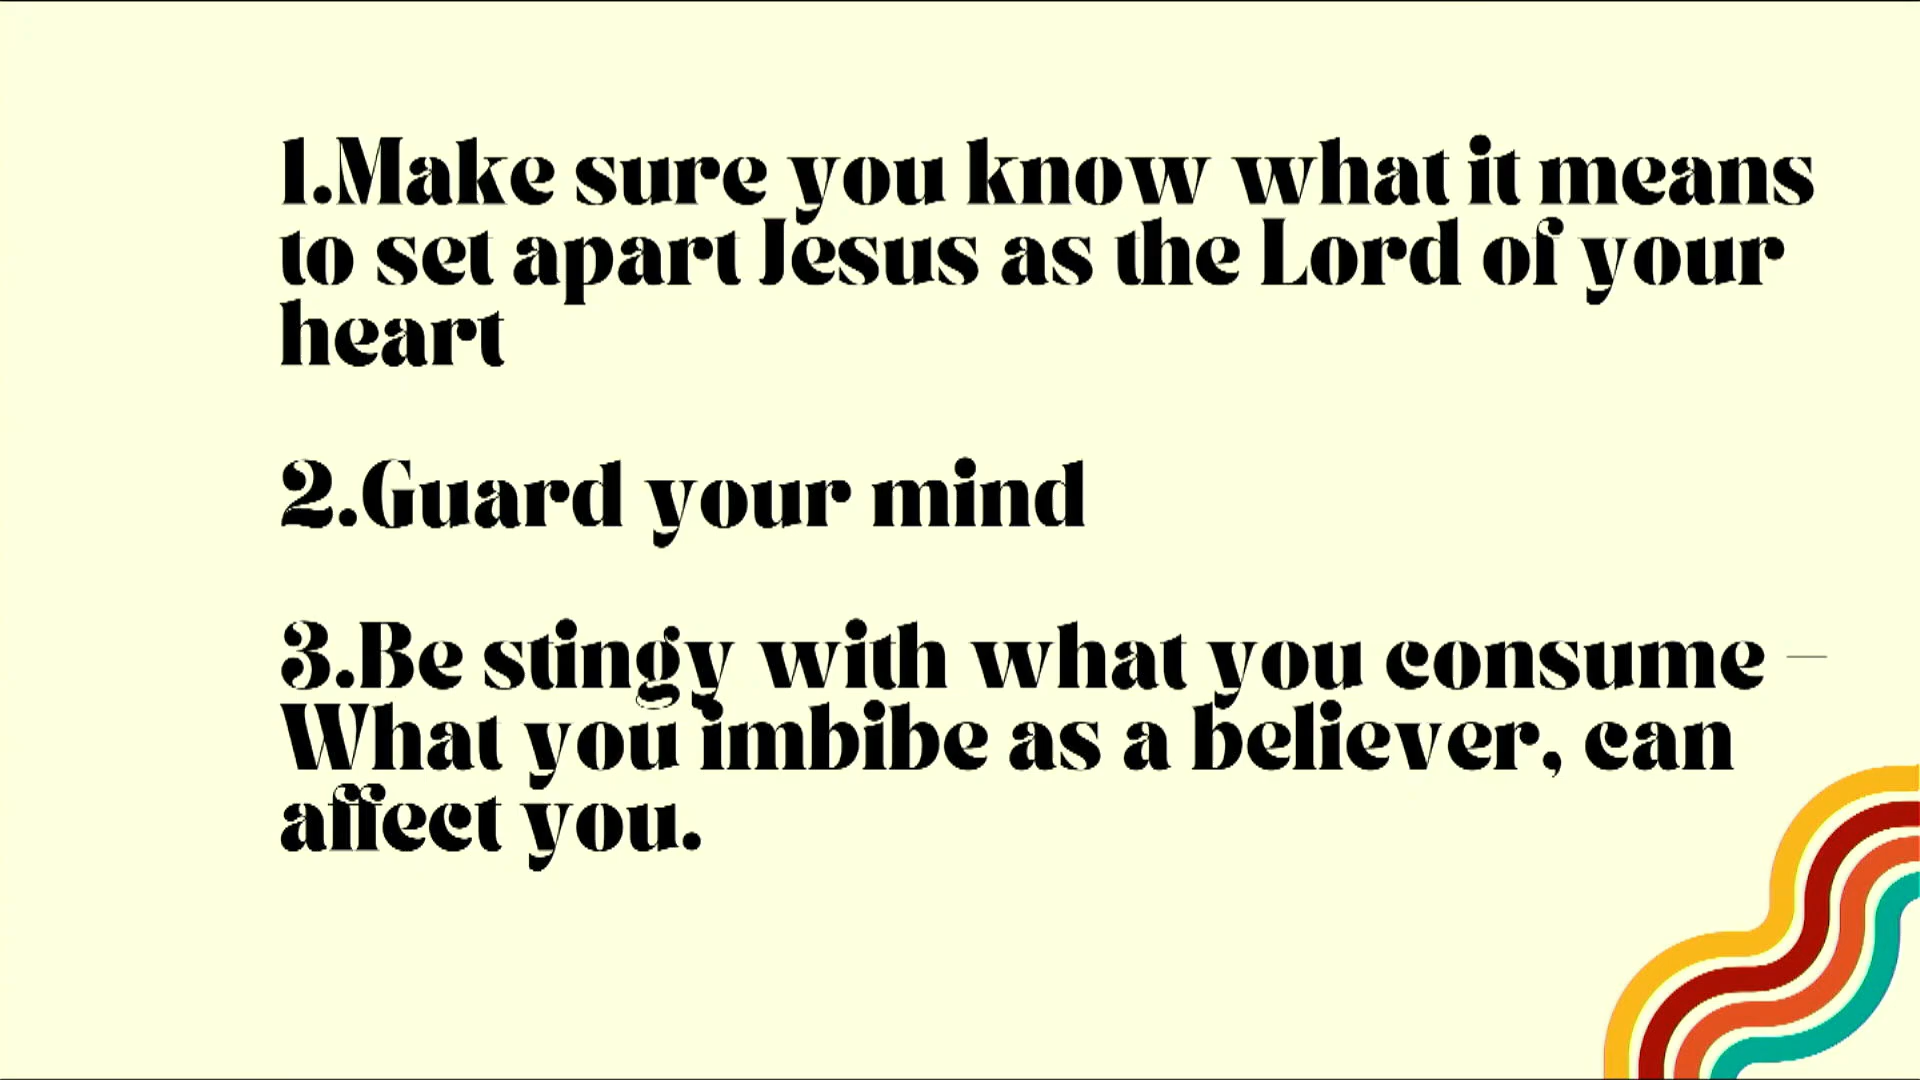 1.Make sure you know what it means
to set apart Jesus as the Lord of your
heart
2.Guard your mind
3.Be stingy with what you consume —
What you imbibe as a believer, can
affect you.